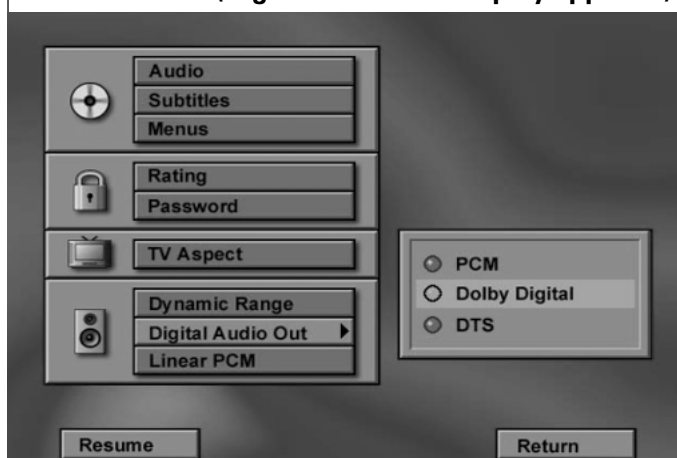 Audio
Subtitles
Menus
Rating
Password
TV Aspect
Dynamic Range
Digital Audio Out
Linear PCM
PCM
Dolby Digital
DTS
Resume
Return